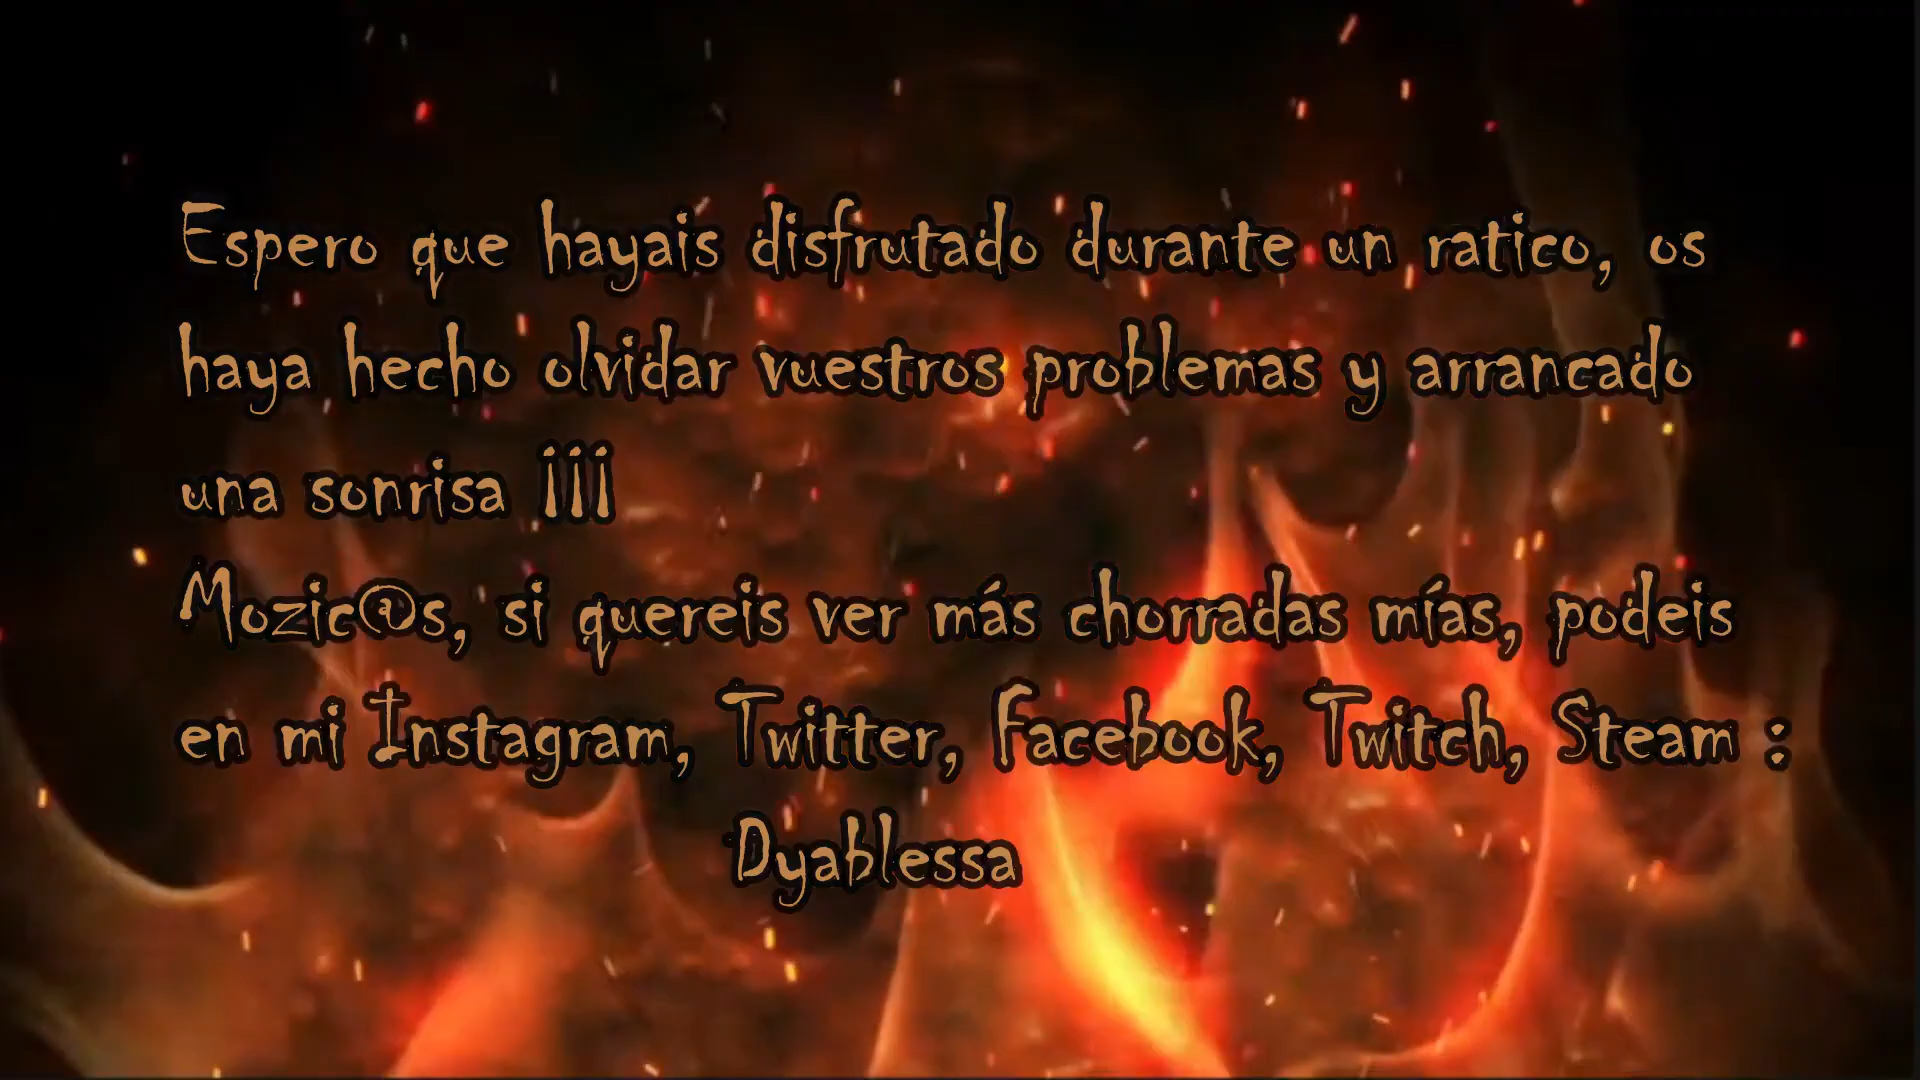 Espero que hayais disfrutado durante un ratico, os
haya hecho olvidar vuestros problemas y arrancado
una sonrisa ¡¡¡
Mozic@s, si quereis ver más chorradas mías, podeis
en mi Instagram, Twitter, Facebook, Twitch, Steam :
Dyablessa